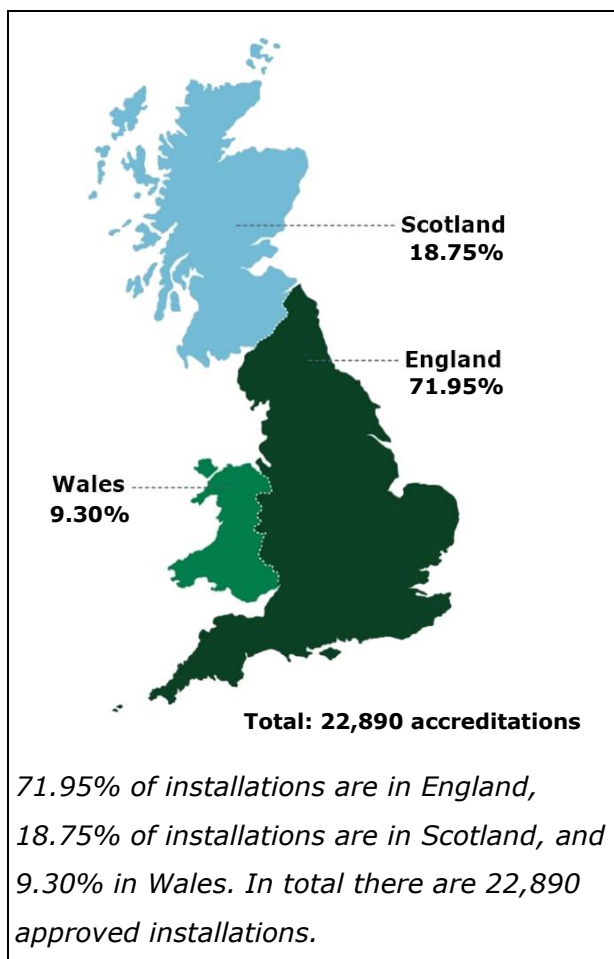 Scotland
18.75%
England
71.95%
Wales
9.30%
Total: 22,890 accreditations
71.95% of installations are in England,
18.75% of installations are in Scotland, and
9.30% in Wales. In total there are 22,890
approved installations.